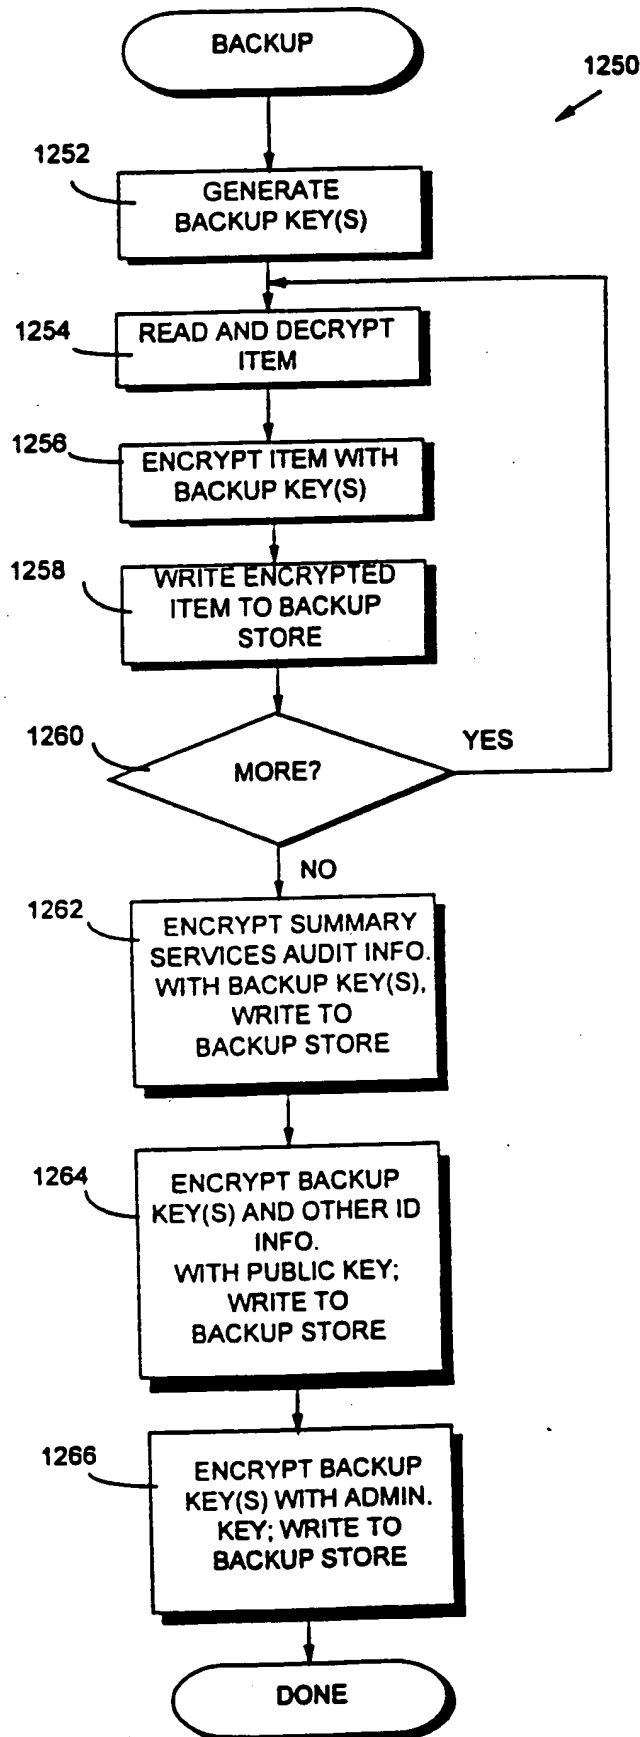 BACKUP
1250
1252
GENERATE
BACKUP KEY(S)
1254
READ AND DECRYPT
ITEM
1256
ENCRYPT ITEM WITH
BACKUP KEY(S)
1258
WRITE ENCRYPTED
ITEM TO BACKUP
STORE
1260
MORE?
YES
NO
1262
ENCRYPT SUMMARY
SERVICES AUDIT INFO.
WITH BACKUP KEY(S),
WRITE TO
BACKUP STORE
1264
ENCRYPT BACKUP
KEY(S) AND OTHER ID
INFO.
WITH PUBLIC KEY;
WRITE TO
BACKUP STORE
1266
ENCRYPT BACKUP
KEY(S) WITH ADMIN.
KEY; WRITE TO
BACKUP STORE
DONE